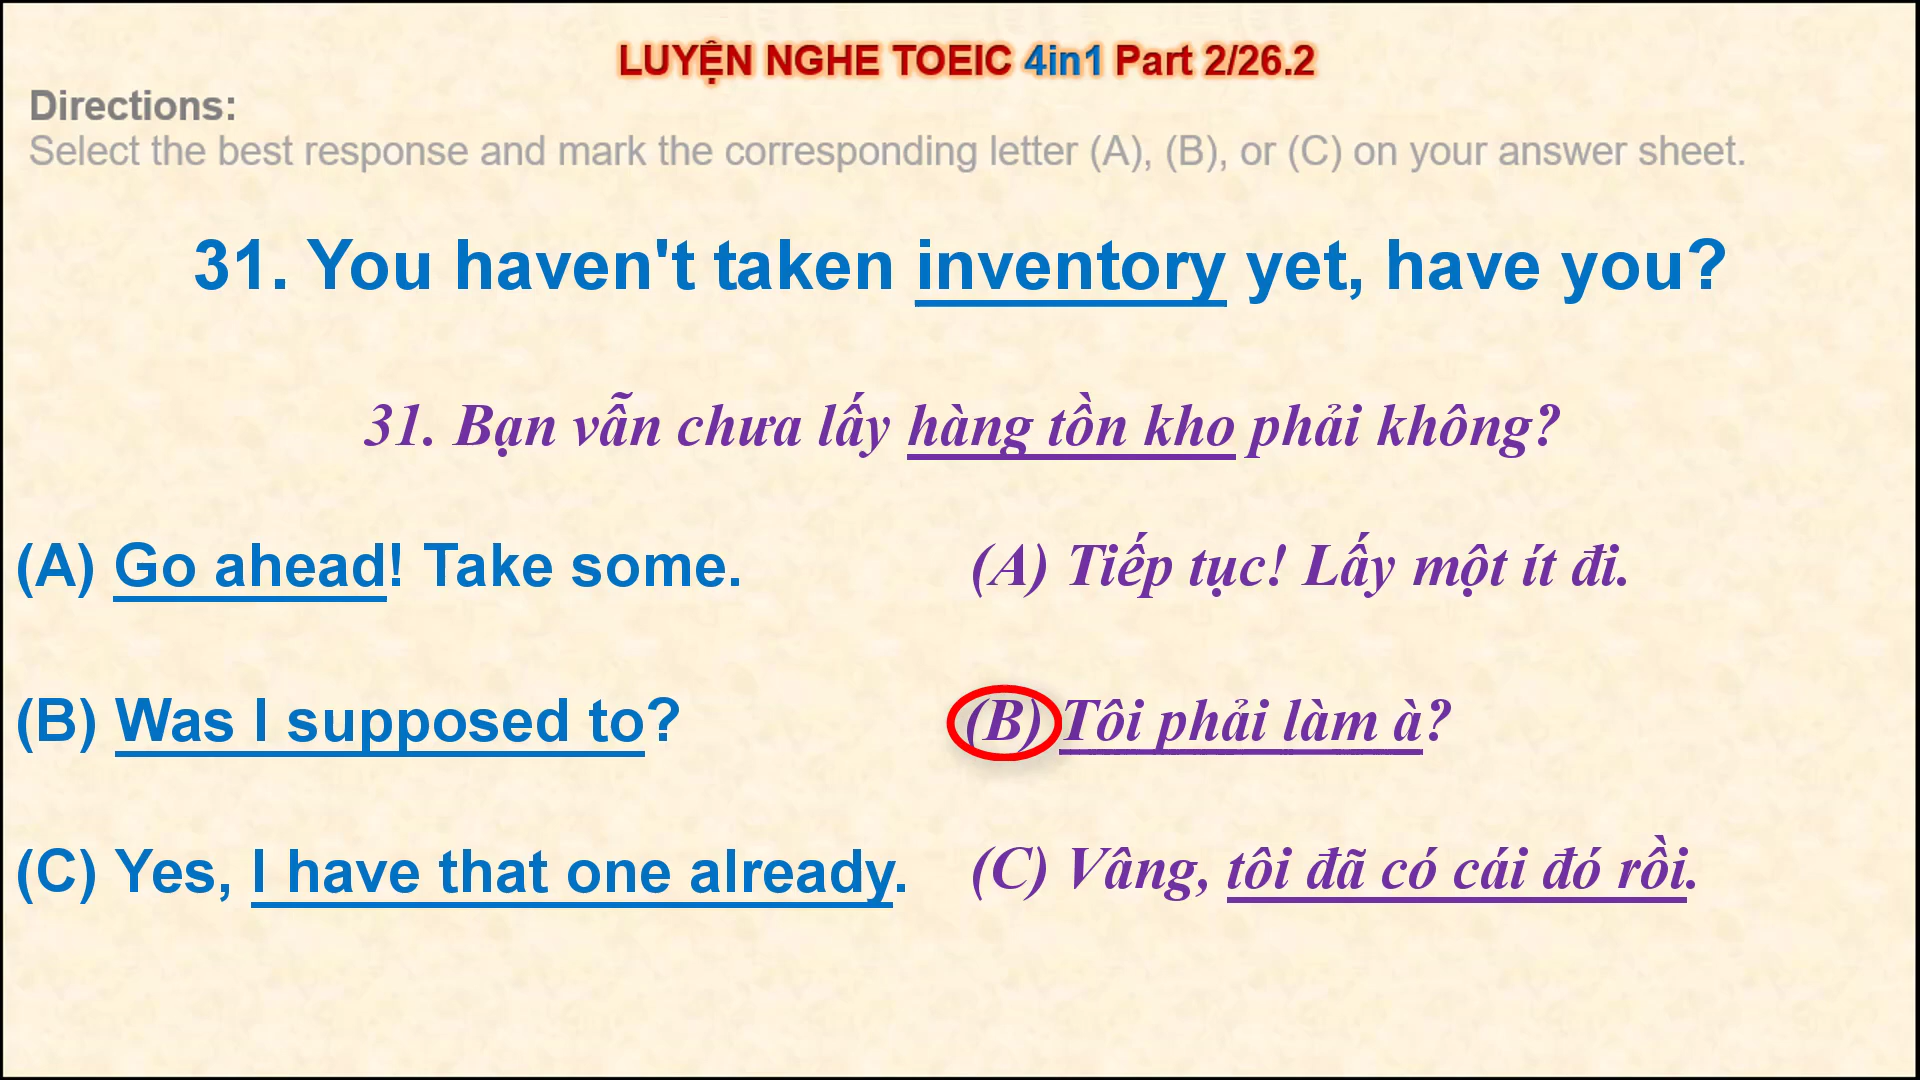 LUYỆN NGHE TOEIC 4in1 Part 2/26.2
Directions:
Select the best response and mark the corresponding letter (A), (B), or (C) on your answer sheet.
31. You haven't taken inventory yet, have you?
31. Bạn vẫn chưa lấy hàng tồn kho phải không?
(A) Go ahead! Take some.
(A) Tiếp tục! Lấy một ít đi.
(B) Was I supposed to?
(B) Tôi phải làm à?
(C) Yes, I have that one already.
(C) Vâng, tôi đã có cái đó rồi.